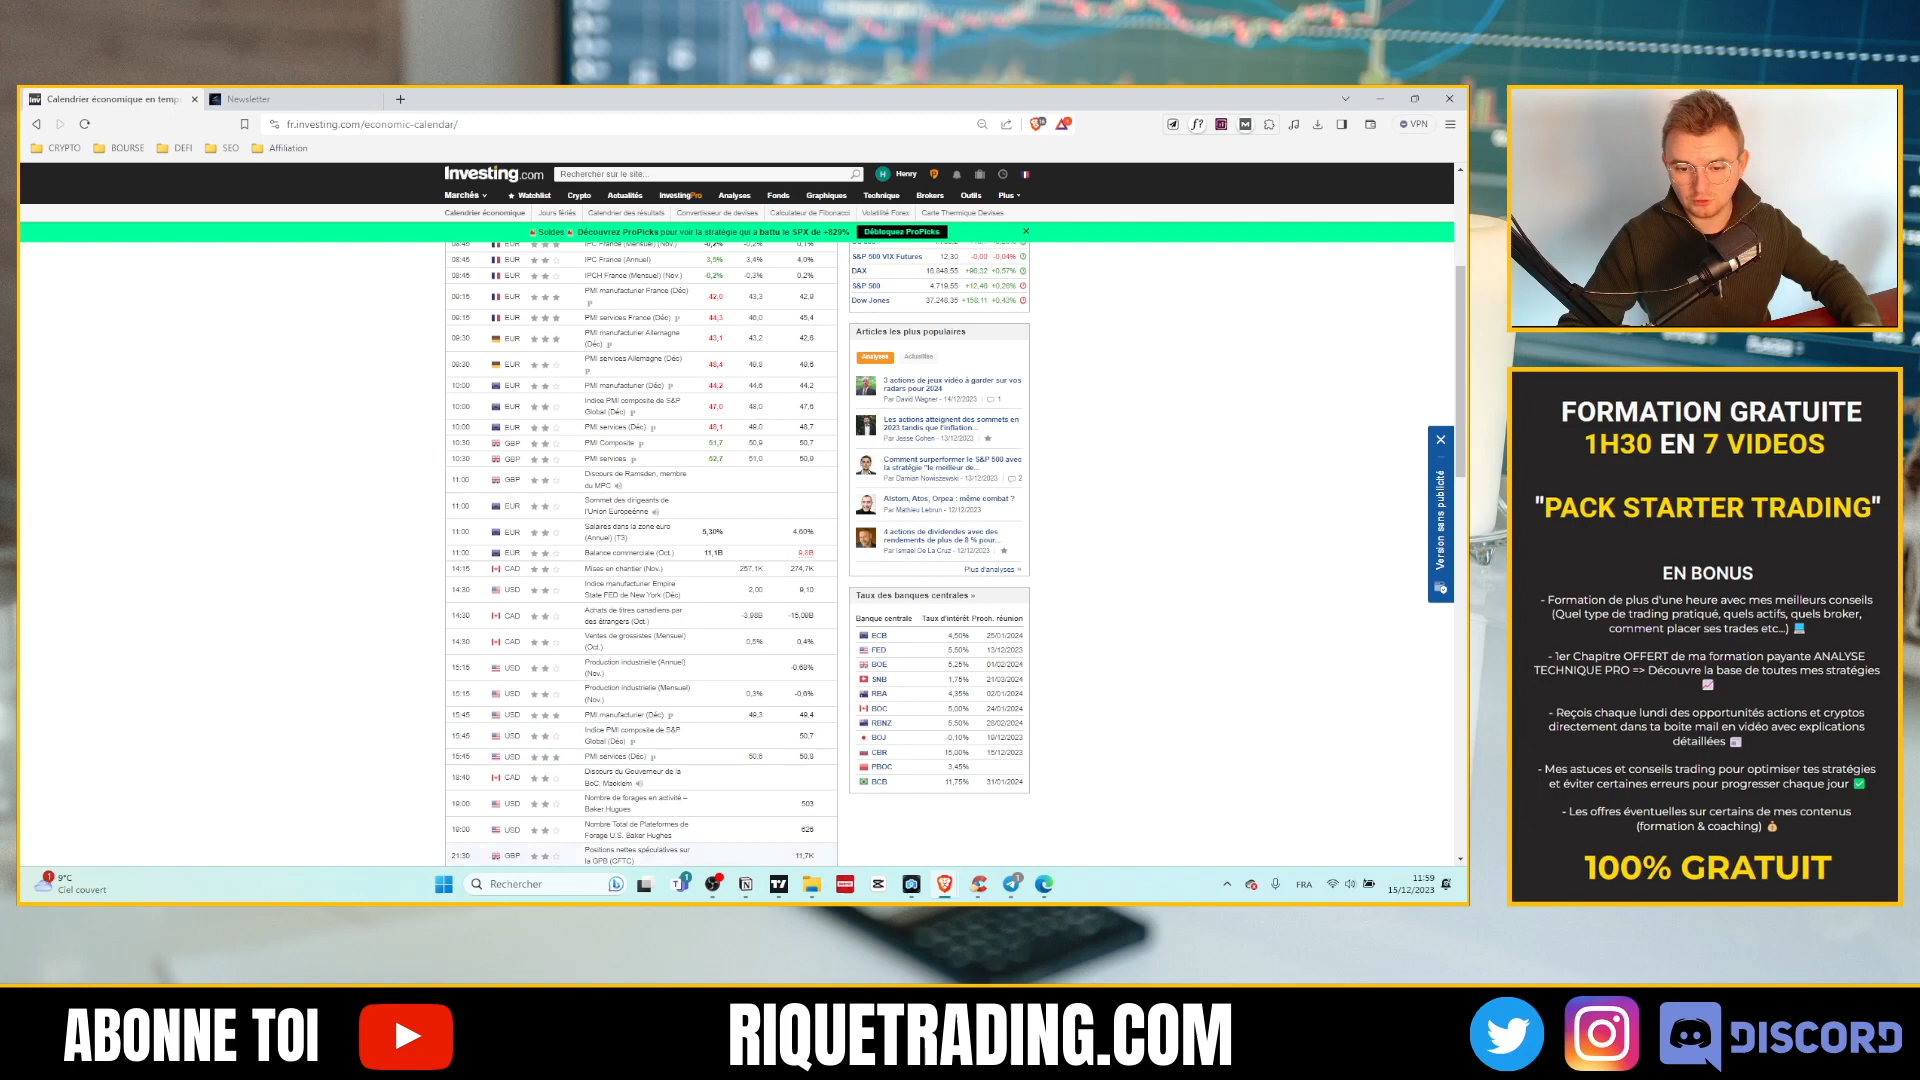 Calendrier économique en temp
Newsletter
fr.investing.com/economic-calendar/
VPN
CRYPTO
BOURSE
DEFI
SEO
Affiliation
Investing.com
Rechercher sur le site...
Henry
Marchés
Watchlist
Crypto
Actualités
InvestingPro
Analyses
Fonds
Graphiques
Technique
Brokers
Outils
Plus
Calendrier économique
Jours fériés
Calendrier des résultats
Convertisseur de devises
Calculateur de Fibonacci
Volatilité Forex
Carte Thermique Devises
Soldes Découvrez ProPicks pour voir la stratégie qui a battu le SPX de +829%
Débloquez ProPicks
08:45 EUR IPC France (Mensuel) (Nov.) -0,2% -0,2% 0,1%
08:45 EUR IPC France (Annuel) 3,5% 3,4% 4,0%
08:45 EUR IPCH France (Mensuel) (Nov.) -0,2% -0,3% 0,2%
09:15 EUR PMI manufacturier France (Déc) 42,0 43,3 42,9
09:15 EUR PMI services France (Déc) 44,3 46,0 45,4
09:30 EUR PMI manufacturier Allemagne
(Déc) 43,1 43,2 42,6
09:30 EUR PMI services Allemagne (Déc) 48,4 49,8 49,6
10:00 EUR PMI manufacturier (Déc) 44,2 44,6 44,2
10:00 EUR Indice PMI composite de S&P
Global (Déc) 47,0 48,0 47,6
10:00 EUR PMI services (Déc) 48,1 49,0 48,7
10:30 GBP PMI Composite 51,7 50,9 50,7
10:30 GBP PMI services 52,7 51,0 50,9
11:00 GBP Discours de Ramsden, membre
du MPC
11:00 EUR Sommet des dirigeants de
l'Union Européenne
11:00 EUR Salaires dans la zone euro
(Annuel) (T3) 5,30% 4,60%
11:00 EUR Balance commerciale (Oct.) 11,1B 9,8B
14:15 CAD Mises en chantier (Nov.) 257,1K 274,7K
14:30 USD Indice manufacturier Empire
State FED de New York (Déc) 2,00 9,10
14:30 CAD Achats de titres canadiens par
des étrangers (Oct.) -3,98B -15,09B
14:30 CAD Ventes de grossistes (Mensuel)
(Oct.) 0,5% 0,4%
15:15 USD Production industrielle (Annuel)
(Nov.) -0,68%
15:15 USD Production industrielle (Mensuel)
(Nov.) 0,3% -0,6%
15:45 USD PMI manufacturier (Déc) 49,3 49,4
15:45 USD Indice PMI composite de S&P
Global (Déc) 50,7
15:45 USD PMI services (Déc) 50,6 50,8
18:40 CAD Discours du Gouverneur de la
BoC, Macklem
19:00 USD Nombre de forages en activité –
Baker Hugues 503
19:00 USD Nombre Total de Plateformes de
Forage U.S. Baker Hughes 626
21:30 GBP Positions nettes spéculatives sur
la GPB (CFTC) 11,7K
S&P 500 VIX Futures 12,30 -0,00 -0,04%
DAX 16.848,55 +96,32 +0,57%
S&P 500 4.719,55 +12,46 +0,26%
Dow Jones 37.248,35 +158,11 +0,43%
Articles les plus populaires
Analyses
Actualités
3 actions de jeux vidéo à garder sur vos
radars pour 2024
Par David Wagner - 14/12/2023 | 1
Les actions atteignent des sommets en
2023 tandis que l'inflation...
Par Jesse Cohen - 13/12/2023
Comment surperformer le S&P 500 avec
la stratégie "le meilleur de...
Par Damian Nowiszewski - 13/12/2023 | 2
Alstom, Atos, Orpea : même combat ?
Par Mathieu Lebrun - 12/12/2023
4 actions de dividendes avec des
rendements de plus de 8 % pour...
Par Ismael De La Cruz - 12/12/2023
Plus d'analyses »
Taux des banques centrales »
Banque centrale Taux d'intérêt Proch. réunion
ECB 4,50% 25/01/2024
FED 5,50% 13/12/2023
BOE 5,25% 01/02/2024
SNB 1,75% 21/03/2024
RBA 4,35% 02/01/2024
BOC 5,00% 24/01/2024
RBNZ 5,50% 28/02/2024
BOJ -0,10% 19/12/2023
CBR 15,00% 15/12/2023
PBOC 3,45%
BCB 11,75% 31/01/2024
Version sans publicité
9°C
Ciel couvert
Rechercher
FRA
11:59
15/12/2023
FORMATION GRATUITE
1H30 EN 7 VIDEOS
"PACK STARTER TRADING"
EN BONUS
- Formation de plus d'une heure avec mes meilleurs conseils
(Quel type de trading pratiqué, quels actifs, quels broker,
comment placer ses trades etc...)
- 1er Chapitre OFFERT de ma formation payante ANALYSE
TECHNIQUE PRO => Découvre la base de toutes mes stratégies
- Reçois chaque lundi des opportunités actions et cryptos
directement dans ta boite mail en vidéo avec explications
détaillées
- Mes astuces et conseils trading pour optimiser tes stratégies
et éviter certaines erreurs pour progresser chaque jour
- Les offres éventuelles sur certains de mes contenus
(formation & coaching)
100% GRATUIT
ABONNE TOI
RIQUETRADING.COM
DISCORD